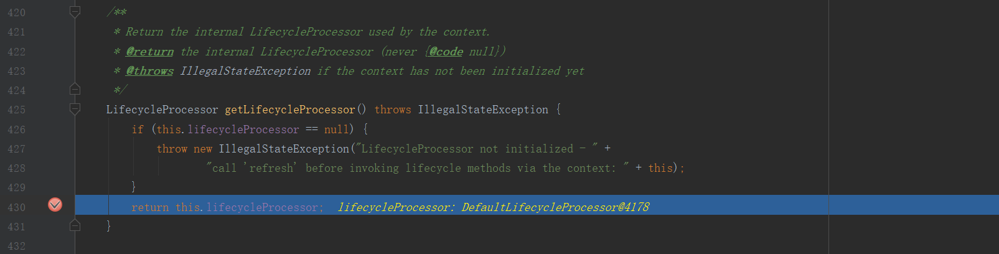 420 /**
421 * Return the internal LifecycleProcessor used by the context.
422 * @return the internal LifecycleProcessor (never {@code null})
423 * @throws IllegalStateException if the context has not been initialized yet
424 */
425 LifecycleProcessor getLifecycleProcessor() throws IllegalStateException {
426 if (this.lifecycleProcessor == null) {
427 throw new IllegalStateException("LifecycleProcessor not initialized - " +
428 "call 'refresh' before invoking lifecycle methods via the context: " + this);
429 }
430 return this.lifecycleProcessor; lifecycleProcessor: DefaultLifecycleProcessor@4178
431 }
432